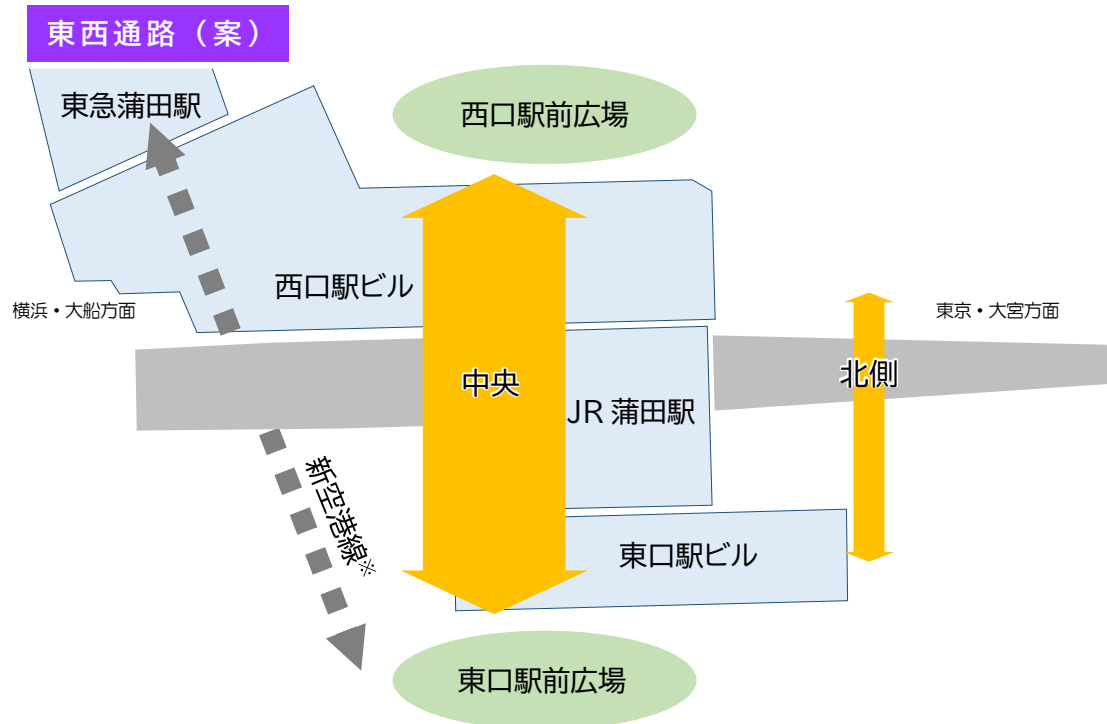 東西通路（案）
東急蒲田駅
西口駅前広場
西口駅ビル
横浜・大船方面
東京・大宮方面
中央
北側
JR 蒲田駅
新空港線※
東口駅ビル
東口駅前広場